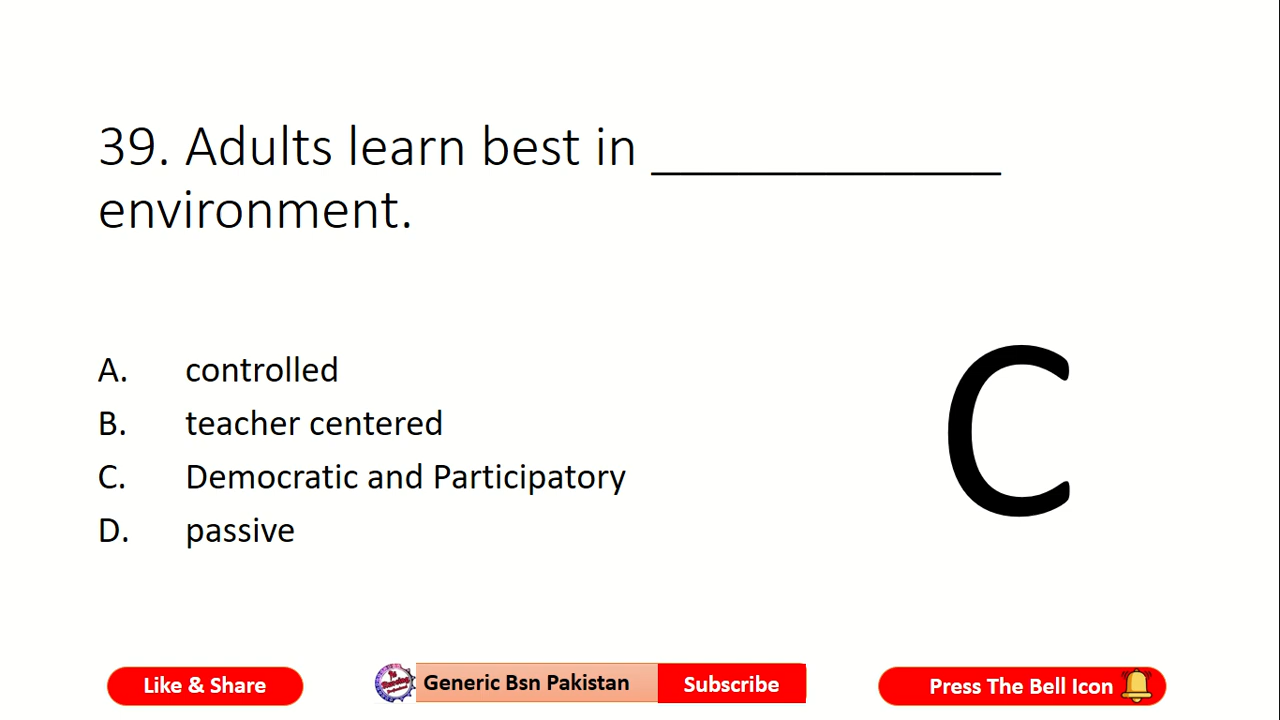 39. Adults learn best in _____________
environment.
A. controlled
B. teacher centered
C. Democratic and Participatory
D. passive
C
Like & Share
Generic Bsn Pakistan
Subscribe
Press The Bell Icon